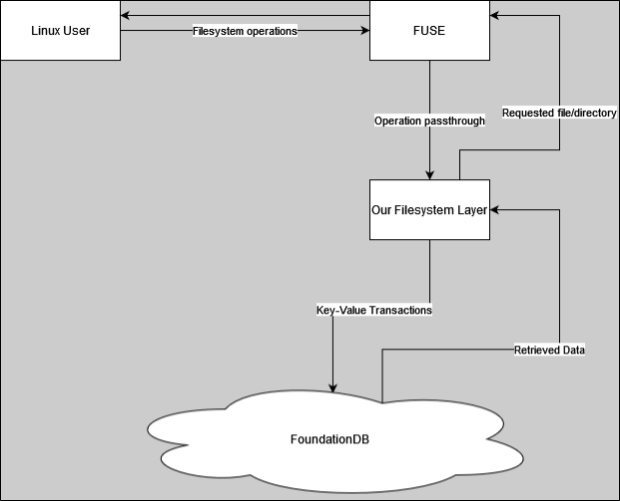 Linux User
Filesystem operations
FUSE
Operation passthrough
Requested file/directory
Our Filesystem Layer
Key-Value Transactions
Retrieved Data
FoundationDB